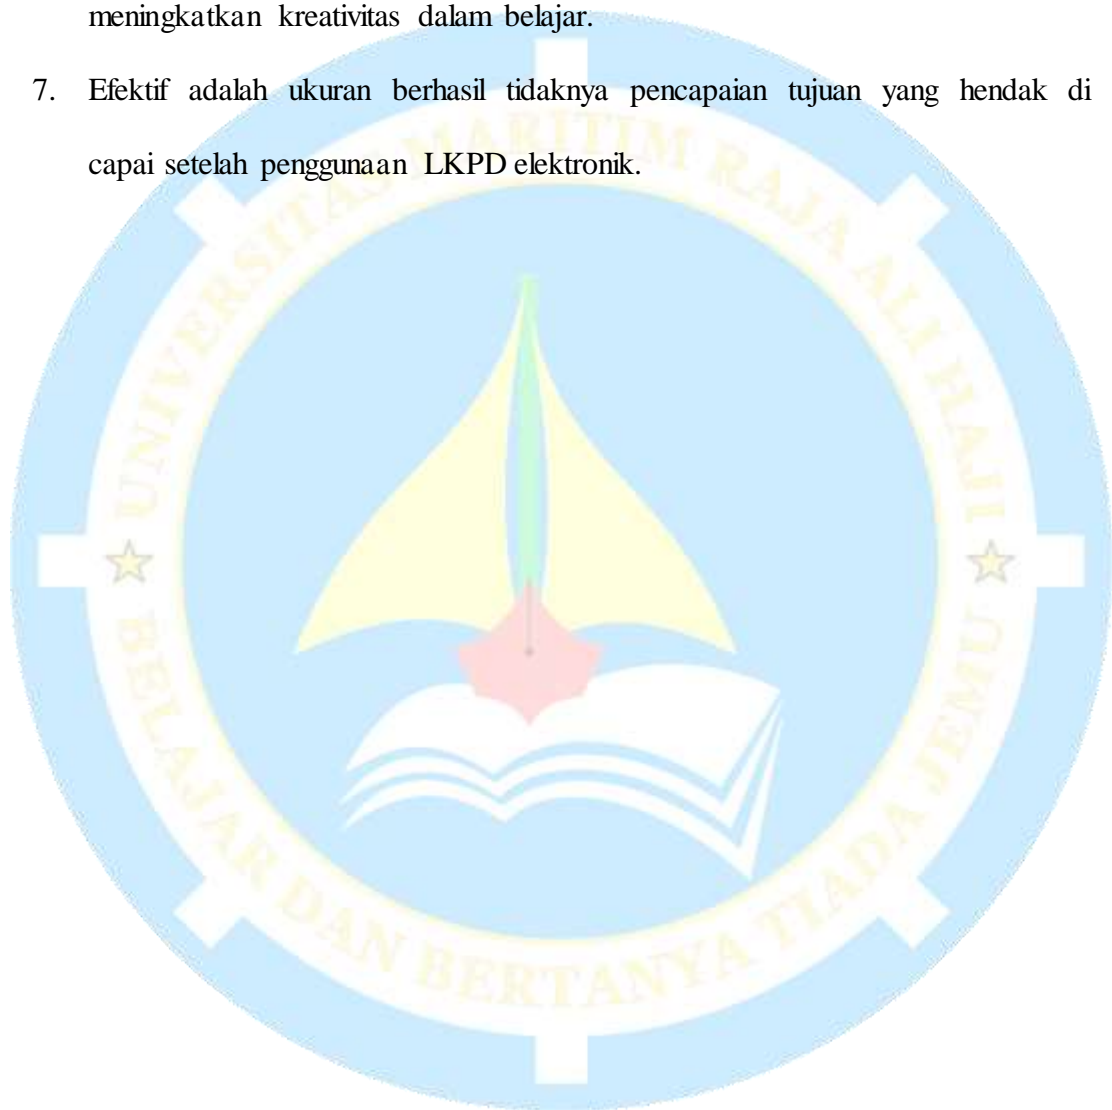 meningkatkan kreativitas dalam belajar.
7. Efektif adalah ukuran berhasil tidaknya pencapaian tujuan yang hendak di
capai setelah penggunaan LKPD elektronik.
UNIVERSITAS MARITIM RAJA ALI HAJI
BELAJAR DAN BERTANYA TIADA JEMU